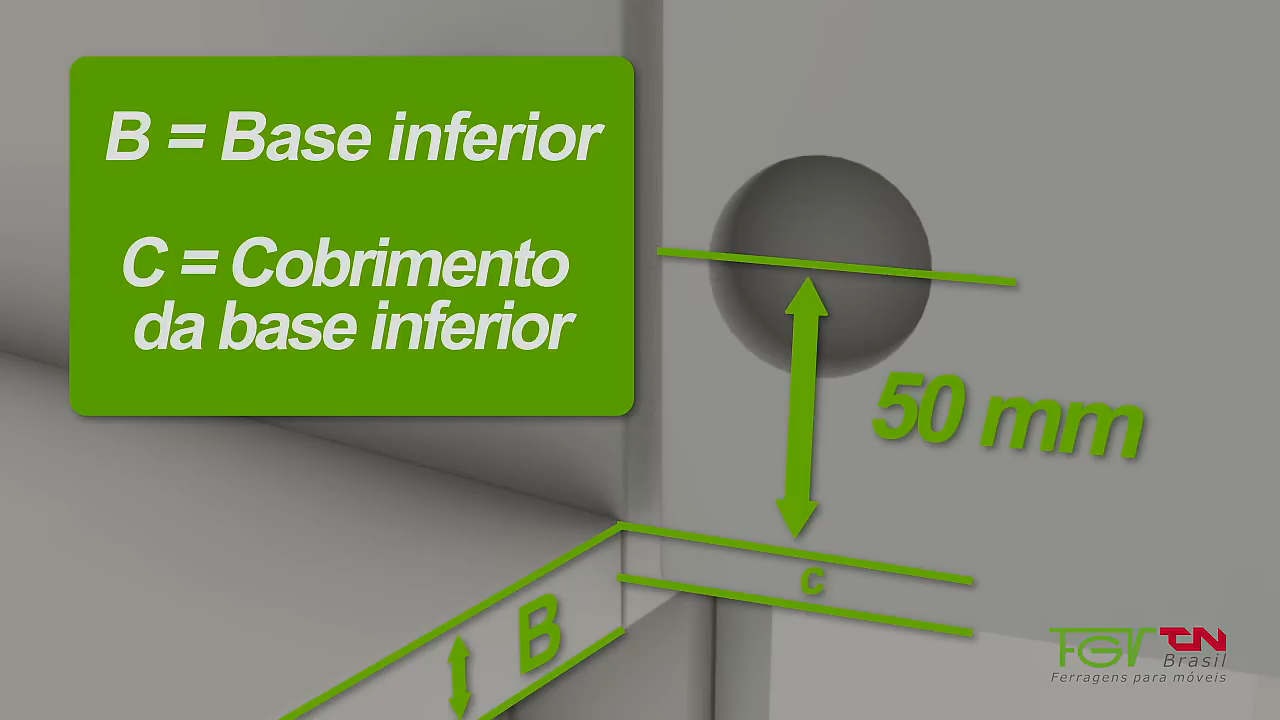 B = Base inferior
C = Cobrimento
da base inferior
50 mm
c
B
FGV TN
Brasil
Ferragens para móveis